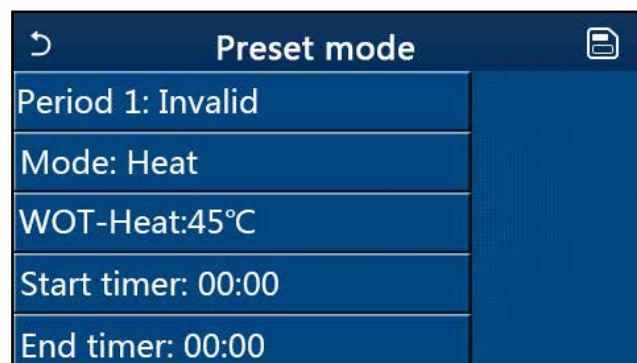 Preset mode
Period 1: Invalid
Mode: Heat
WOT-Heat:45℃
Start timer: 00:00
End timer: 00:00